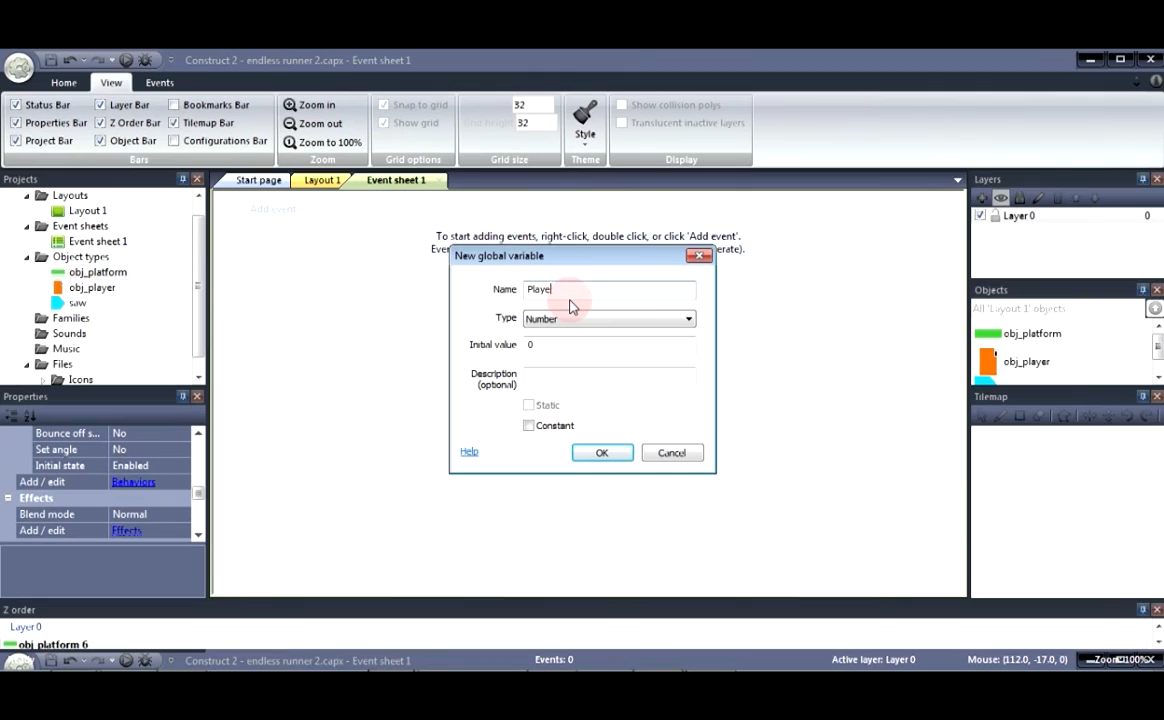 Construct 2 - endless runner 2.capx - Event sheet 1
Home View Events
Status Bar Layer Bar Bookmarks Bar Zoom in Snap to grid 32 Show collision polys
Properties Bar Z Order Bar Tilemap Bar Zoom out Show grid Grid height 32 Style Translucent inactive layers
Project Bar Object Bar Configurations Bar Zoom to 100%
Bars Zoom Grid options Grid size Theme Display
Projects Start page Layout 1 Event sheet 1 Layers
Layouts
Layout 1
Event sheets
Event sheet 1
Object types
obj_platform
obj_player
saw
Families
Sounds
Music
Files
Icons
Add event
To start adding events, right-click, double click, or click 'Add event'.
New global variable
Name Playe
Type Number
Initial value 0
Description
(optional)
Static
Constant
Help OK Cancel
Layer 0 0
Objects
All 'Layout 1' objects
obj_platform
obj_player
Tilemap
Properties
Bounce off s... No
Set angle No
Initial state Enabled
Add / edit Behaviors
Effects
Blend mode Normal
Add / edit Effects
Z order
Layer 0
obj_platform 6
Construct 2 - endless runner 2.capx - Event sheet 1 Events: 0 Active layer: Layer 0 Mouse: (112.0, -17.0, 0)